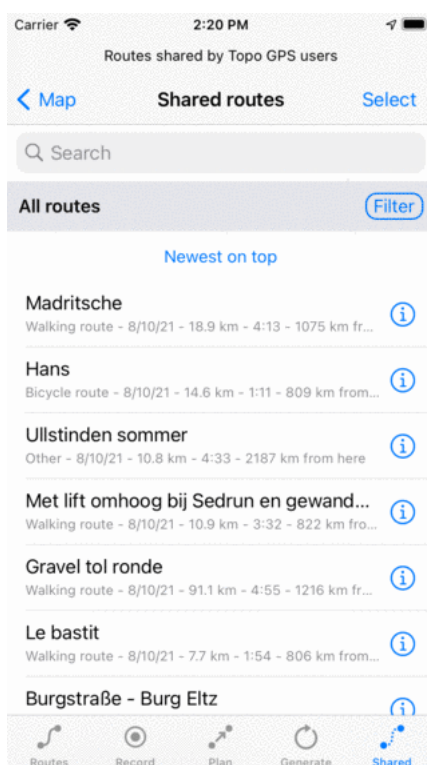 Carrier 2:20 PM
Routes shared by Topo GPS users
Map Shared routes Select
Search
All routes Filter
Newest on top
Madritsche
Walking route - 8/10/21 - 18.9 km - 4:13 - 1075 km fr...
Hans
Bicycle route - 8/10/21 - 14.6 km - 1:11 - 809 km from...
Ullstinden sommer
Other - 8/10/21 - 10.8 km - 4:33 - 2187 km from here
Met lift omhoog bij Sedrun en gewand...
Walking route - 8/10/21 - 10.9 km - 3:32 - 822 km fro...
Gravel tol ronde
Walking route - 8/10/21 - 91.1 km - 4:55 - 1216 km fr...
Le bastit
Walking route - 8/10/21 - 7.7 km - 1:54 - 806 km from...
Burgstraße - Burg Eltz
Routes Record Plan Generate Shared